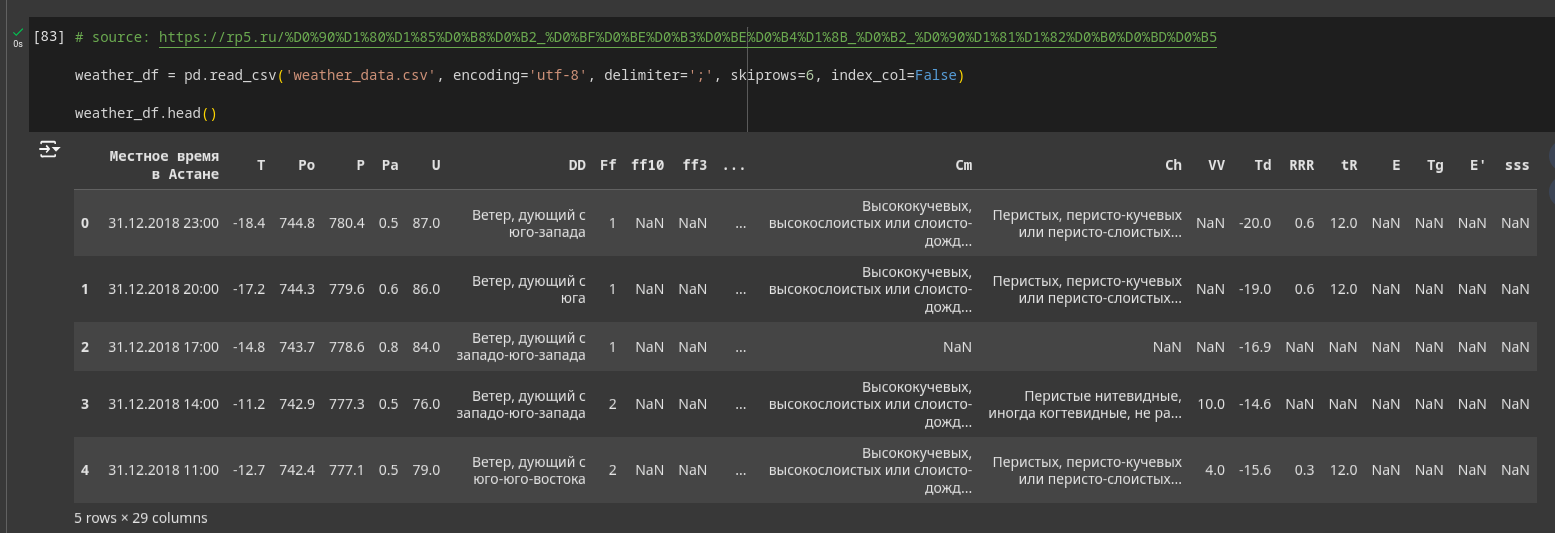 [83] # source: https://rp5.ru/%D0%90%D1%80%D1%85%D0%B8%D0%B2_%D0%BF%D0%BE%D0%B3%D0%BE%D0%B4%D1%8B_%D0%B2_%D0%90%D1%81%D1%82%D0%B0%D0%BD%D0%B5
0s
weather_df = pd.read_csv('weather_data.csv', encoding='utf-8', delimiter=';', skiprows=6, index_col=False)
weather_df.head()
Местное время
в Астане T Po P Pa U DD Ff ff10 ff3 ... Cm Ch VV Td RRR tR E Tg E' sss
Высококучевых,
0 31.12.2018 23:00 -18.4 744.8 780.4 0.5 87.0 Ветер, дующий с юго-запада 1 NaN NaN ... высокослоистых или слоисто- Перистых, перисто-кучевых или перисто-слоистых... NaN -20.0 0.6 12.0 NaN NaN NaN NaN
дожд...
Высококучевых,
1 31.12.2018 20:00 -17.2 744.3 779.6 0.6 86.0 Ветер, дующий с юга 1 NaN NaN ... высокослоистых или слоисто- Перистых, перисто-кучевых или перисто-слоистых... NaN -19.0 0.6 12.0 NaN NaN NaN NaN
дожд...
2 31.12.2018 17:00 -14.8 743.7 778.6 0.8 84.0 Ветер, дующий с западо-юго-запада 1 NaN NaN ... NaN NaN NaN -16.9 NaN NaN NaN NaN NaN NaN
Высококучевых,
3 31.12.2018 14:00 -11.2 742.9 777.3 0.5 76.0 Ветер, дующий с западо-юго-запада 2 NaN NaN ... высокослоистых или слоисто- Перистые нитевидные, иногда когтевидные, не ра... 10.0 -14.6 NaN NaN NaN NaN NaN NaN
дожд...
Высококучевых,
4 31.12.2018 11:00 -12.7 742.4 777.1 0.5 79.0 Ветер, дующий с юго-юго-востока 2 NaN NaN ... высокослоистых или слоисто- Перистых, перисто-кучевых или перисто-слоистых... 4.0 -15.6 0.3 12.0 NaN NaN NaN NaN
дожд...
5 rows × 29 columns